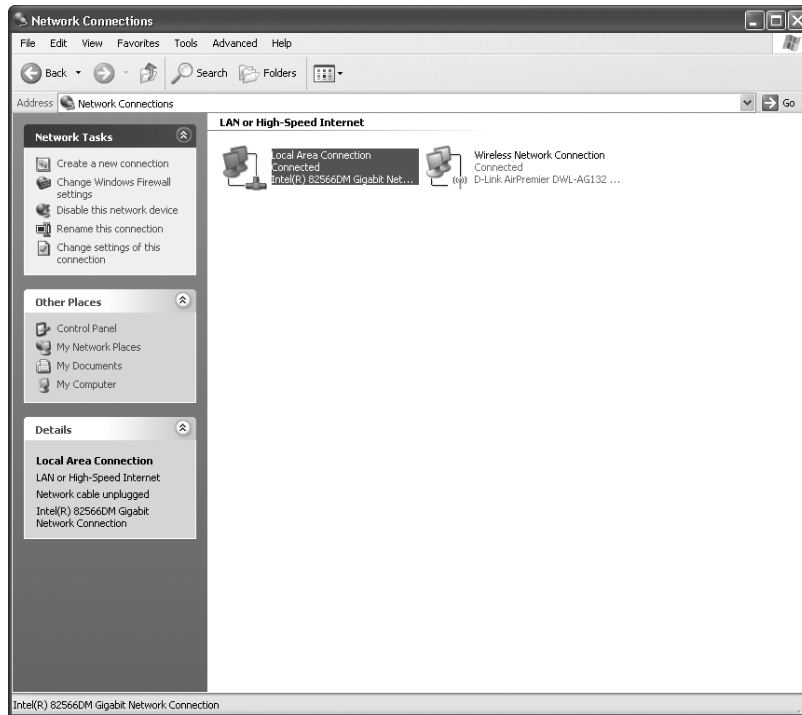 Network Connections
File Edit View Favorites Tools Advanced Help
Back Search Folders
Address Network Connections Go
Network Tasks
Create a new connection
Change Windows Firewall
settings
Disable this network device
Rename this connection
Change settings of this
connection
Other Places
Control Panel
My Network Places
My Documents
My Computer
Details
Local Area Connection
LAN or High-Speed Internet
Network cable unplugged
Intel(R) 82566DM Gigabit
Network Connection
LAN or High-Speed Internet
Local Area Connection
Connected
Intel(R) 82566DM Gigabit Net...
Wireless Network Connection
Connected
D-Link AirPremier DWL-AG132 ...
Intel(R) 82566DM Gigabit Network Connection